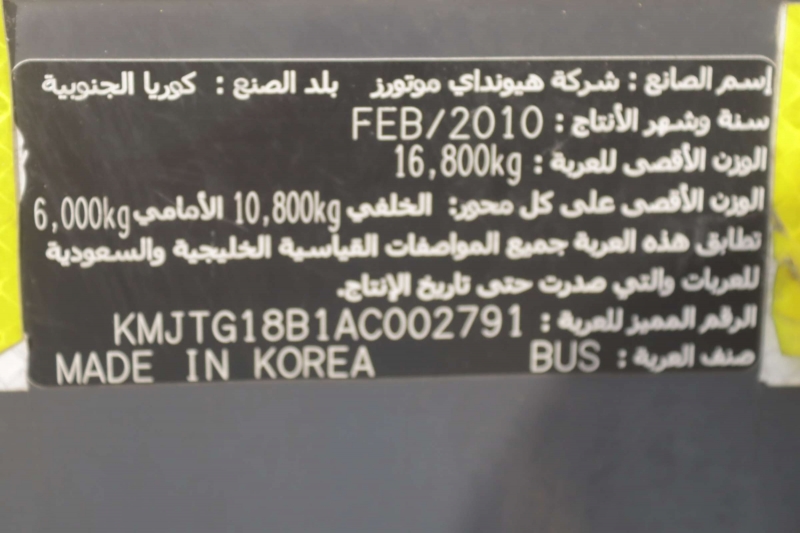 إسم الصانع : شركة هيونداي موتورز بلد الصنع : كوريا الجنوبية
سنة وشهر الأنتاج : FEB/2010
الوزن الأقصى للعربة : 16,800kg
الوزن الأقصى على كل محور: الخلفي 10,800kg الأمامي 6,000kg
تطابق هذه العربة جميع المواصفات القياسية الخليجية والسعودية
للعربات والتي صدرت حتى تاريخ الإنتاج.
الرقم المميز للعربة : KMJTG18B1AC002791
صنف العربة : BUS MADE IN KOREA